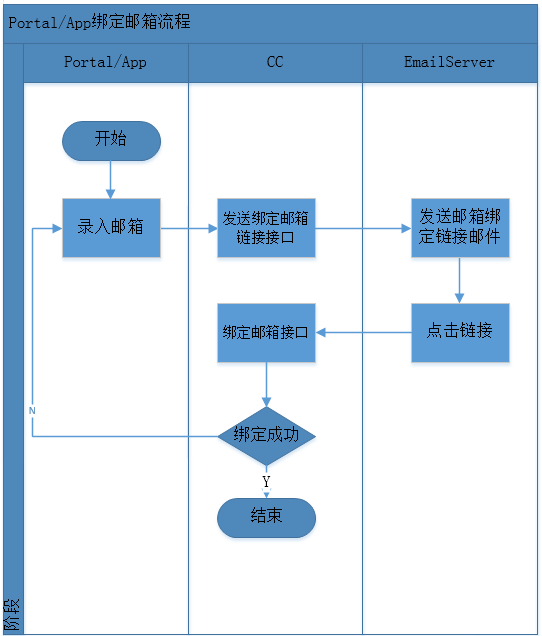 Portal/App绑定邮箱流程
Portal/App
CC
EmailServer
开始
录入邮箱
发送绑定邮箱
链接接口
发送邮箱绑
定链接邮件
绑定邮箱接口
点击链接
N
绑定成功
Y
结束
阶段